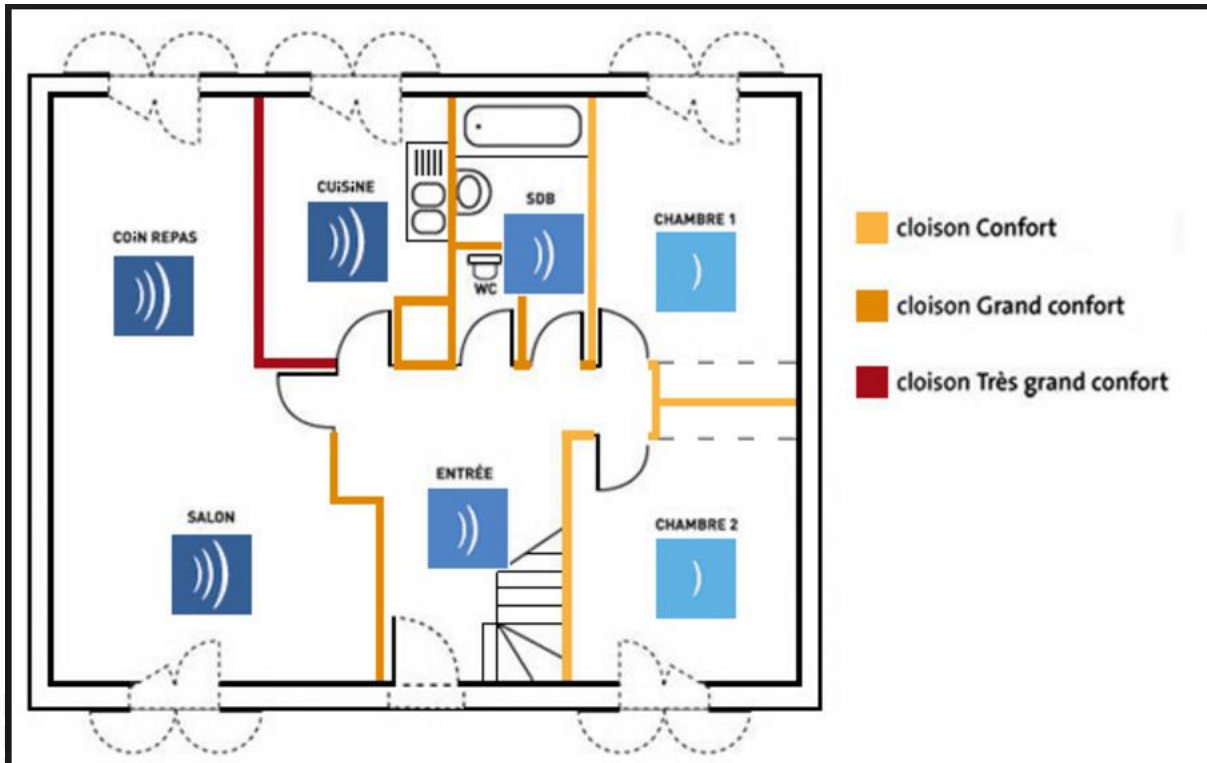 CUiSiNE
SDB
COiN REPAS
CHAMBRE 1
WC
ENTRÉE
SALON
CHAMBRE 2
cloison Confort
cloison Grand confort
cloison Très grand confort